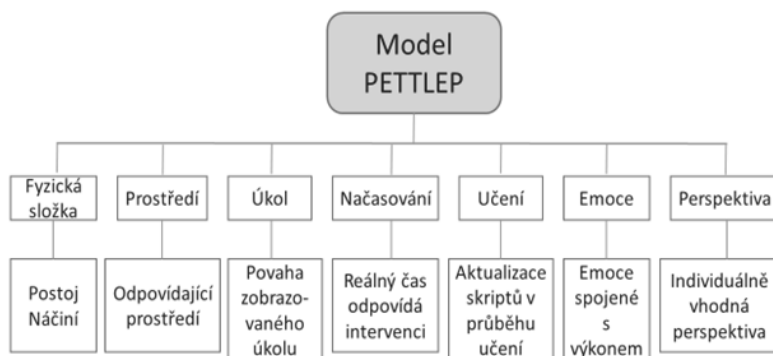 Model
PETTLEP
Fyzická
složka
Prostředí
Úkol
Načasování
Učení
Emoce
Perspektiva
Postoj
Náčiní
Odpovídající
prostředí
Povaha
zobrazo-
vaného
úkolu
Reálný čas
odpovídá
intervenci
Aktualizace
skriptů v
průběhu
učení
Emoce
spojené
s
výkonem
Individuálně
vhodná
perspektiva